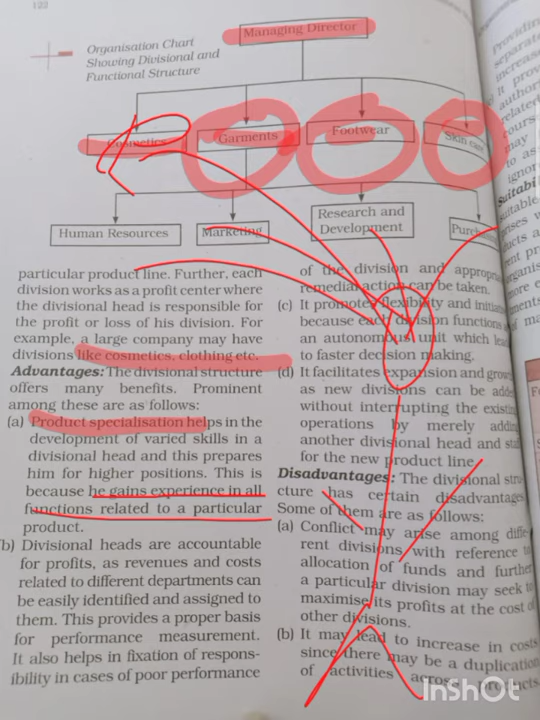 122
Managing Director
Organisation Chart
Showing Divisional and
Functional Structure
Cosmetics
Garments
Footwear
Skin care
Human Resources
Marketing
Research and
Development
particular product line. Further, each
division works as a profit center where
the divisional head is responsible for
the profit or loss of his division. For
example, a large company may have
divisions like cosmetics, clothing etc.
Advantages: The divisional structure
offers many benefits. Prominent
among these are as follows:
(a) Product specialisation helps in the
development of varied skills in a
divisional head and this prepares
him for higher positions. This is
because he gains experience in all
functions related to a particular
product.
b) Divisional heads are accountable
for profits, as revenues and costs
related to different departments can
be easily identified and assigned to
them. This provides a proper basis
for performance measurement.
It also helps in fixation of respons-
ibility in cases of poor performance
of the division and appropria
remedial action can be taken.
(c) It promotes flexibility and initia
because each division functions a
an autonomous unit which lea
to faster decision making.
(d) It facilitates expansion and grow
as new divisions can be adde
without interrupting the existin
operations by merely addin
another divisional head and sta
for the new product line
Disadvantages: The divisional stru
cture has certain disadvantages
Some of them are as follows:
(a) Conflict may arise among diffe
rent divisions with reference to
allocation of funds and further
a particular division may seek to
maximise its profits at the cost of
other divisions.
(b) It may lead to increase in costs
since there may be a duplication
of activities across products
InShOt